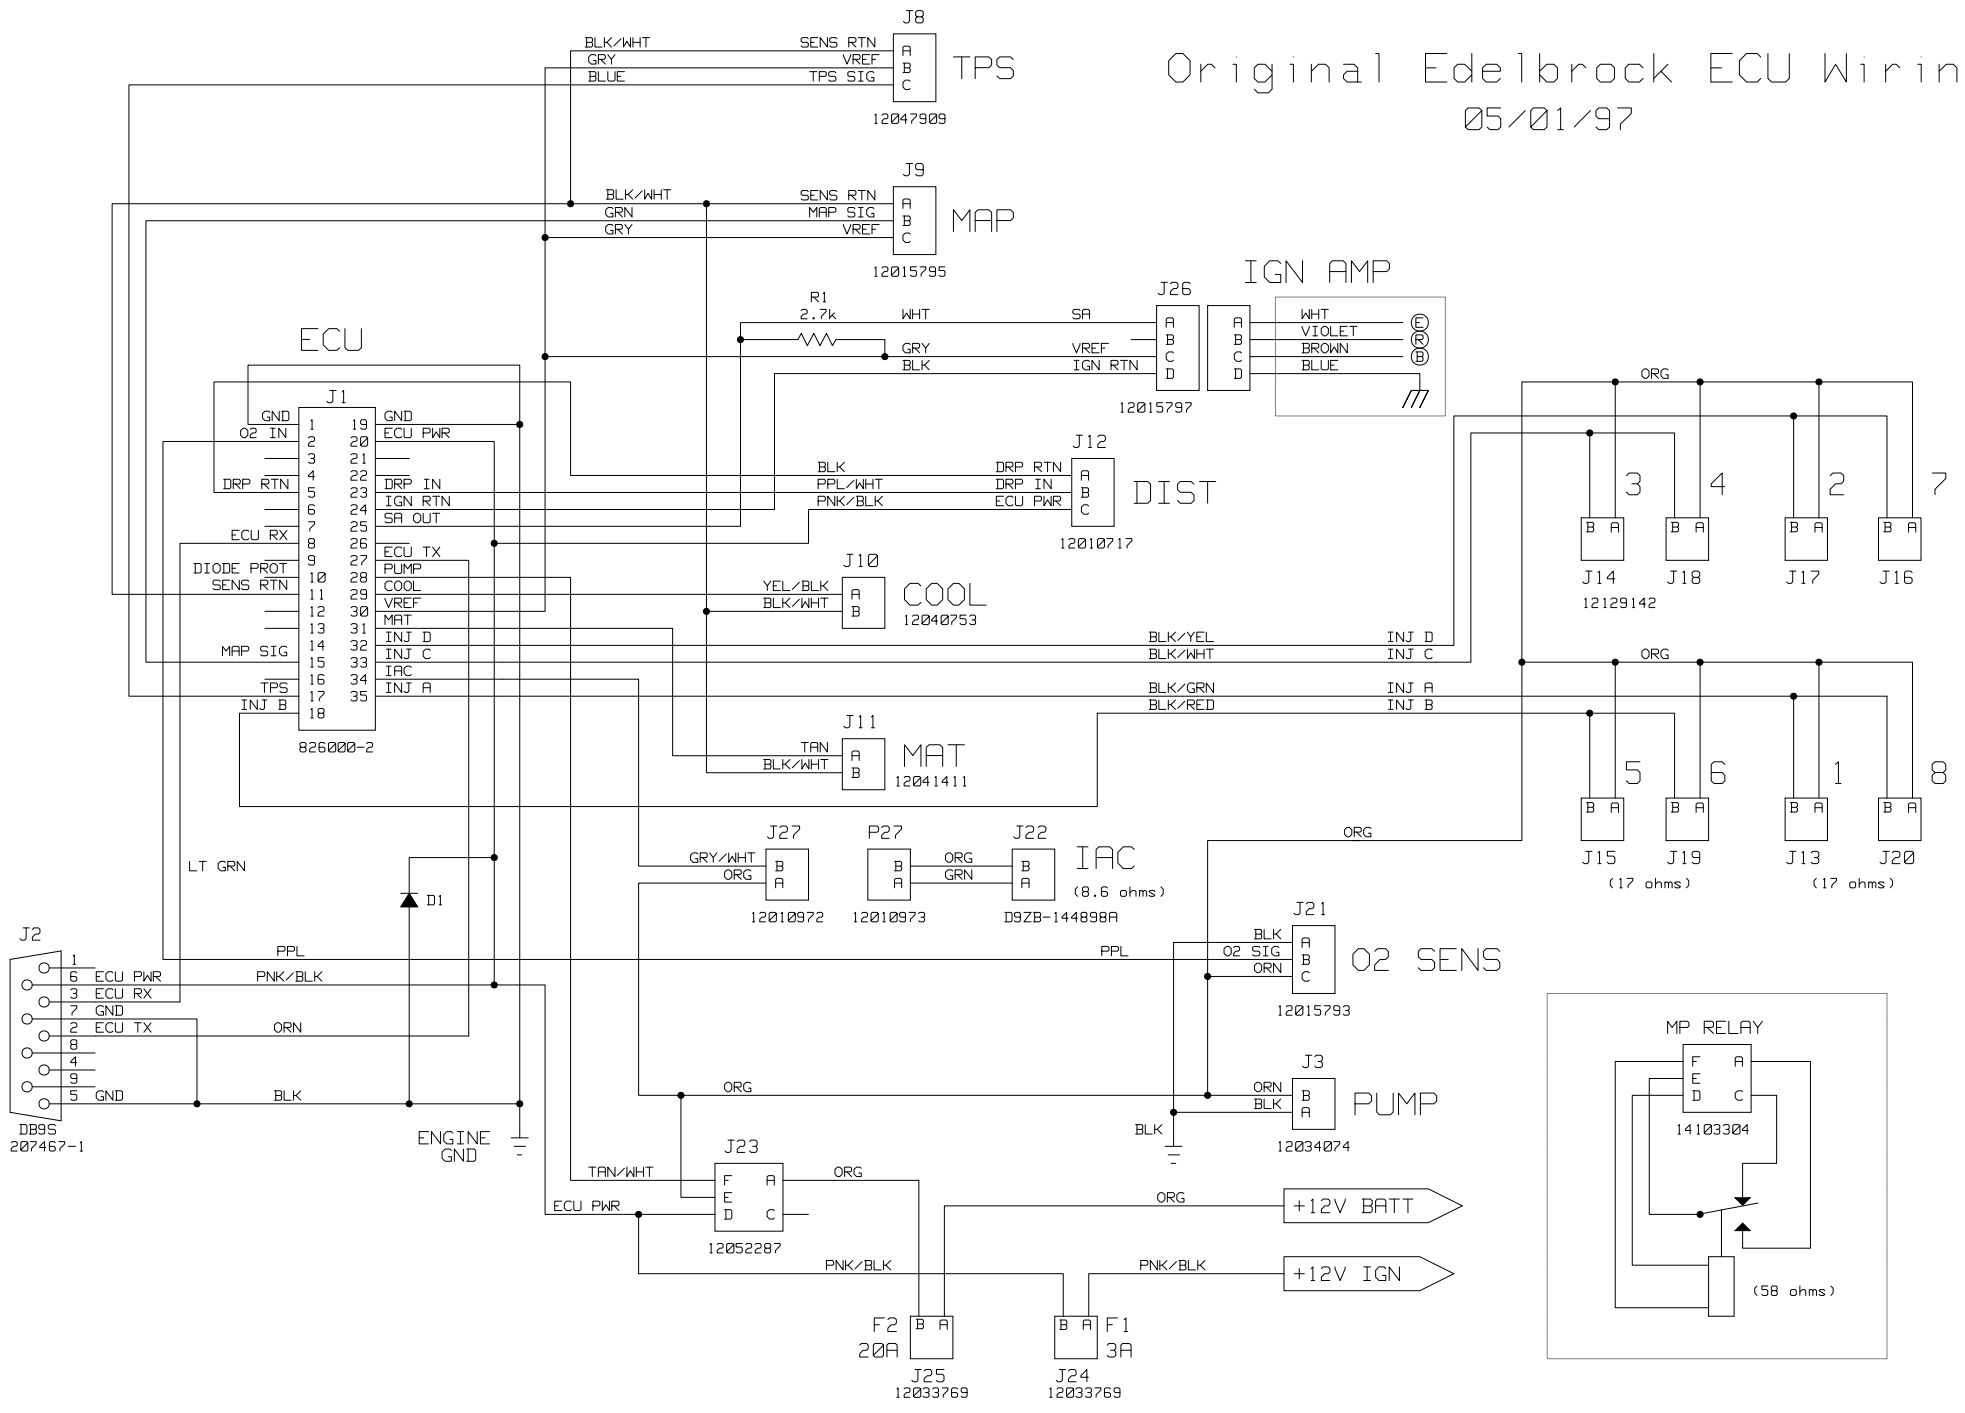 Original Edelbrock ECU Wirin
05/01/97
J8
BLK/WHT SENS RTN A
GRY VREF B TPS
BLUE TPS SIG C
12047909
J9
BLK/WHT SENS RTN A
GRN MAP SIG B MAP
GRY VREF C
12015795
IGN AMP
J26
R1
2.7k
WHT SA A A WHT E
B B VIOLET R
GRY VREF C C BROWN B
BLK IGN RTN D D BLUE
12015797
ECU
J1
GND 1 19 GND
O2 IN 2 20 ECU PWR
3 21
4 22
DRP RTN 5 23 DRP IN
6 24 IGN RTN
7 25 SA OUT
ECU RX 8 26
9 27 ECU TX
DIODE PROT 10 28 PUMP
SENS RTN 11 29 COOL
12 30 VREF
13 31 MAT
14 32 INJ D
MAP SIG 15 33 INJ C
16 34 IAC
TPS 17 35 INJ A
INJ B 18
826000-2
J12
BLK DRP RTN A
PPL/WHT DRP IN B DIST
PNK/BLK ECU PWR C
12010717
J10
YEL/BLK A COOL
BLK/WHT B
12040753
BLK/YEL INJ D
BLK/WHT INJ C
BLK/GRN INJ A
BLK/RED INJ B
J11
TAN A MAT
BLK/WHT B
12041411
ORG
3 4 2 7
B A B A B A B A
J14 J18 J17 J16
12129142
ORG
5 6 1 8
B A B A B A B A
J15 J19 J13 J20
(17 ohms) (17 ohms)
ORG
J27 P27 J22
GRY/WHT B B ORG B IAC
ORG A A GRN A (8.6 ohms)
12010972 12010973 D9ZB-144898A
LT GRN
D1
J21
BLK A
PPL PPL O2 SIG B O2 SENS
ORN C
12015793
J2
1
6 ECU PWR PNK/BLK
3 ECU RX
7 GND
2 ECU TX ORN
8
4
9
5 GND BLK
DB9S
207467-1
ENGINE
GND
J3
ORG ORN B PUMP
BLK A
BLK
12034074
J23
TAN/WHT F A ORG
E
ECU PWR D C
12052287
ORG +12V BATT
PNK/BLK PNK/BLK +12V IGN
F2 B A B A F1
20A 3A
J25 J24
12033769 12033769
MP RELAY
F A
E
D C
14103304
(58 ohms)